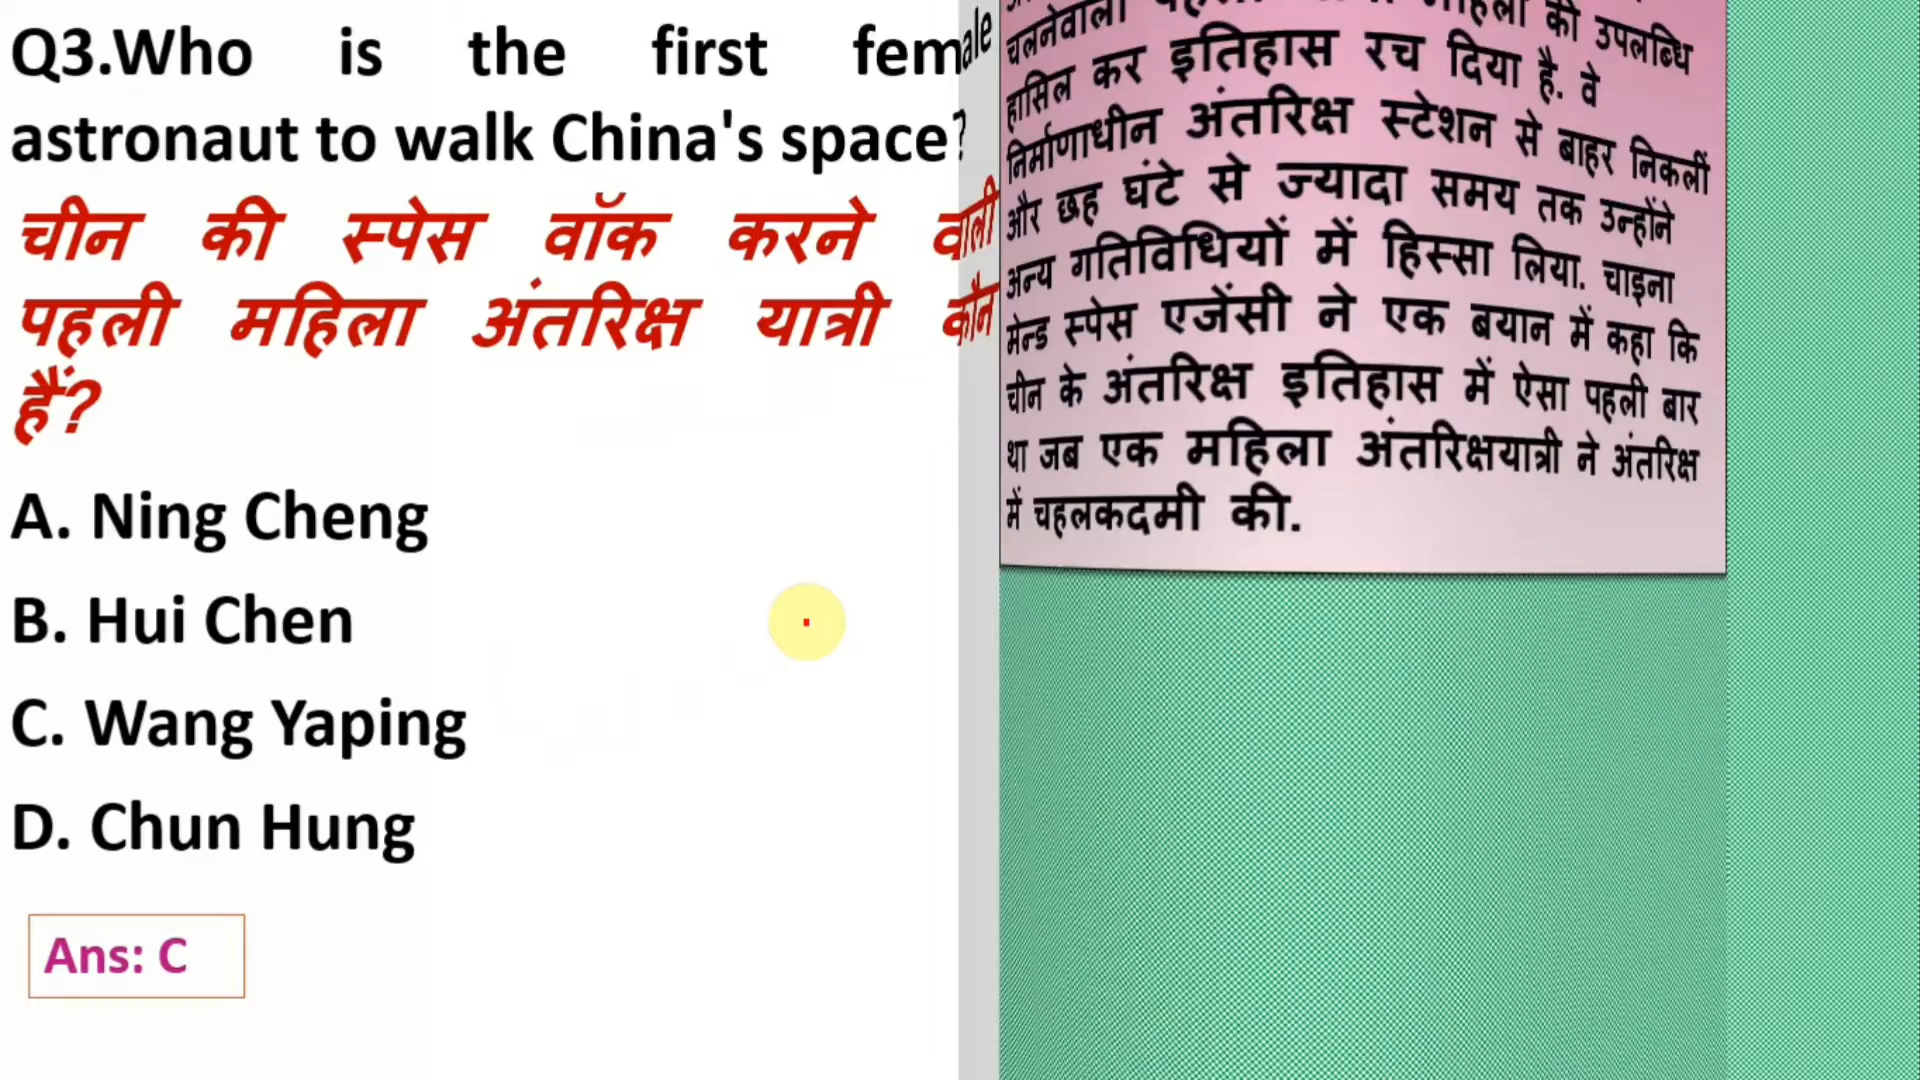 Q3.Who is the first female
astronaut to walk China's space?
चीन की स्पेस वॉक करने वाली
पहली महिला अंतरिक्ष यात्री कौन
हैं?
A. Ning Cheng
B. Hui Chen
C. Wang Yaping
D. Chun Hung
Ans: C
चलनेवाली महिला की उपलब्धि
हासिल कर इतिहास रच दिया है. वे
निर्माणाधीन अंतरिक्ष स्टेशन से बाहर निकलीं
और छह घंटे से ज्यादा समय तक उन्होंने
अन्य गतिविधियों में हिस्सा लिया. चाइना
मेन्ड स्पेस एजेंसी ने एक बयान में कहा कि
चीन के अंतरिक्ष इतिहास में ऐसा पहली बार
था जब एक महिला अंतरिक्षयात्री ने अंतरिक्ष
में चहलकदमी की.